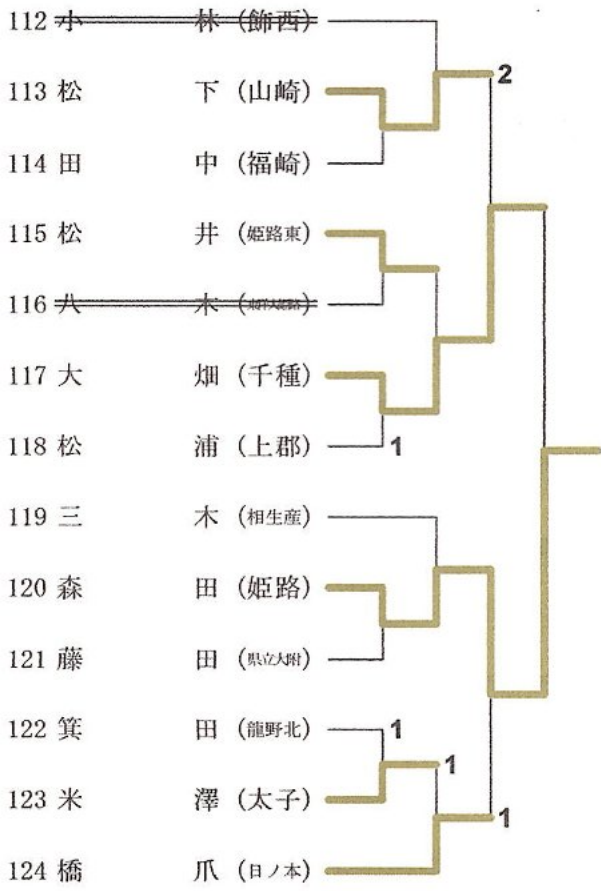 112 小 林 (飾西)
2
113 松 下 (山崎)
114 田 中 (福崎)
115 松 井 (姫路東)
116 八 木
117 大 畑 (千種)
118 松 浦 (上郡) 1
119 三 木 (相生産)
120 森 田 (姫路)
121 藤 田 (県立大附)
122 箕 田 (龍野北) 1
1
123 米 澤 (太子)
1
124 橋 爪 (日ノ本)